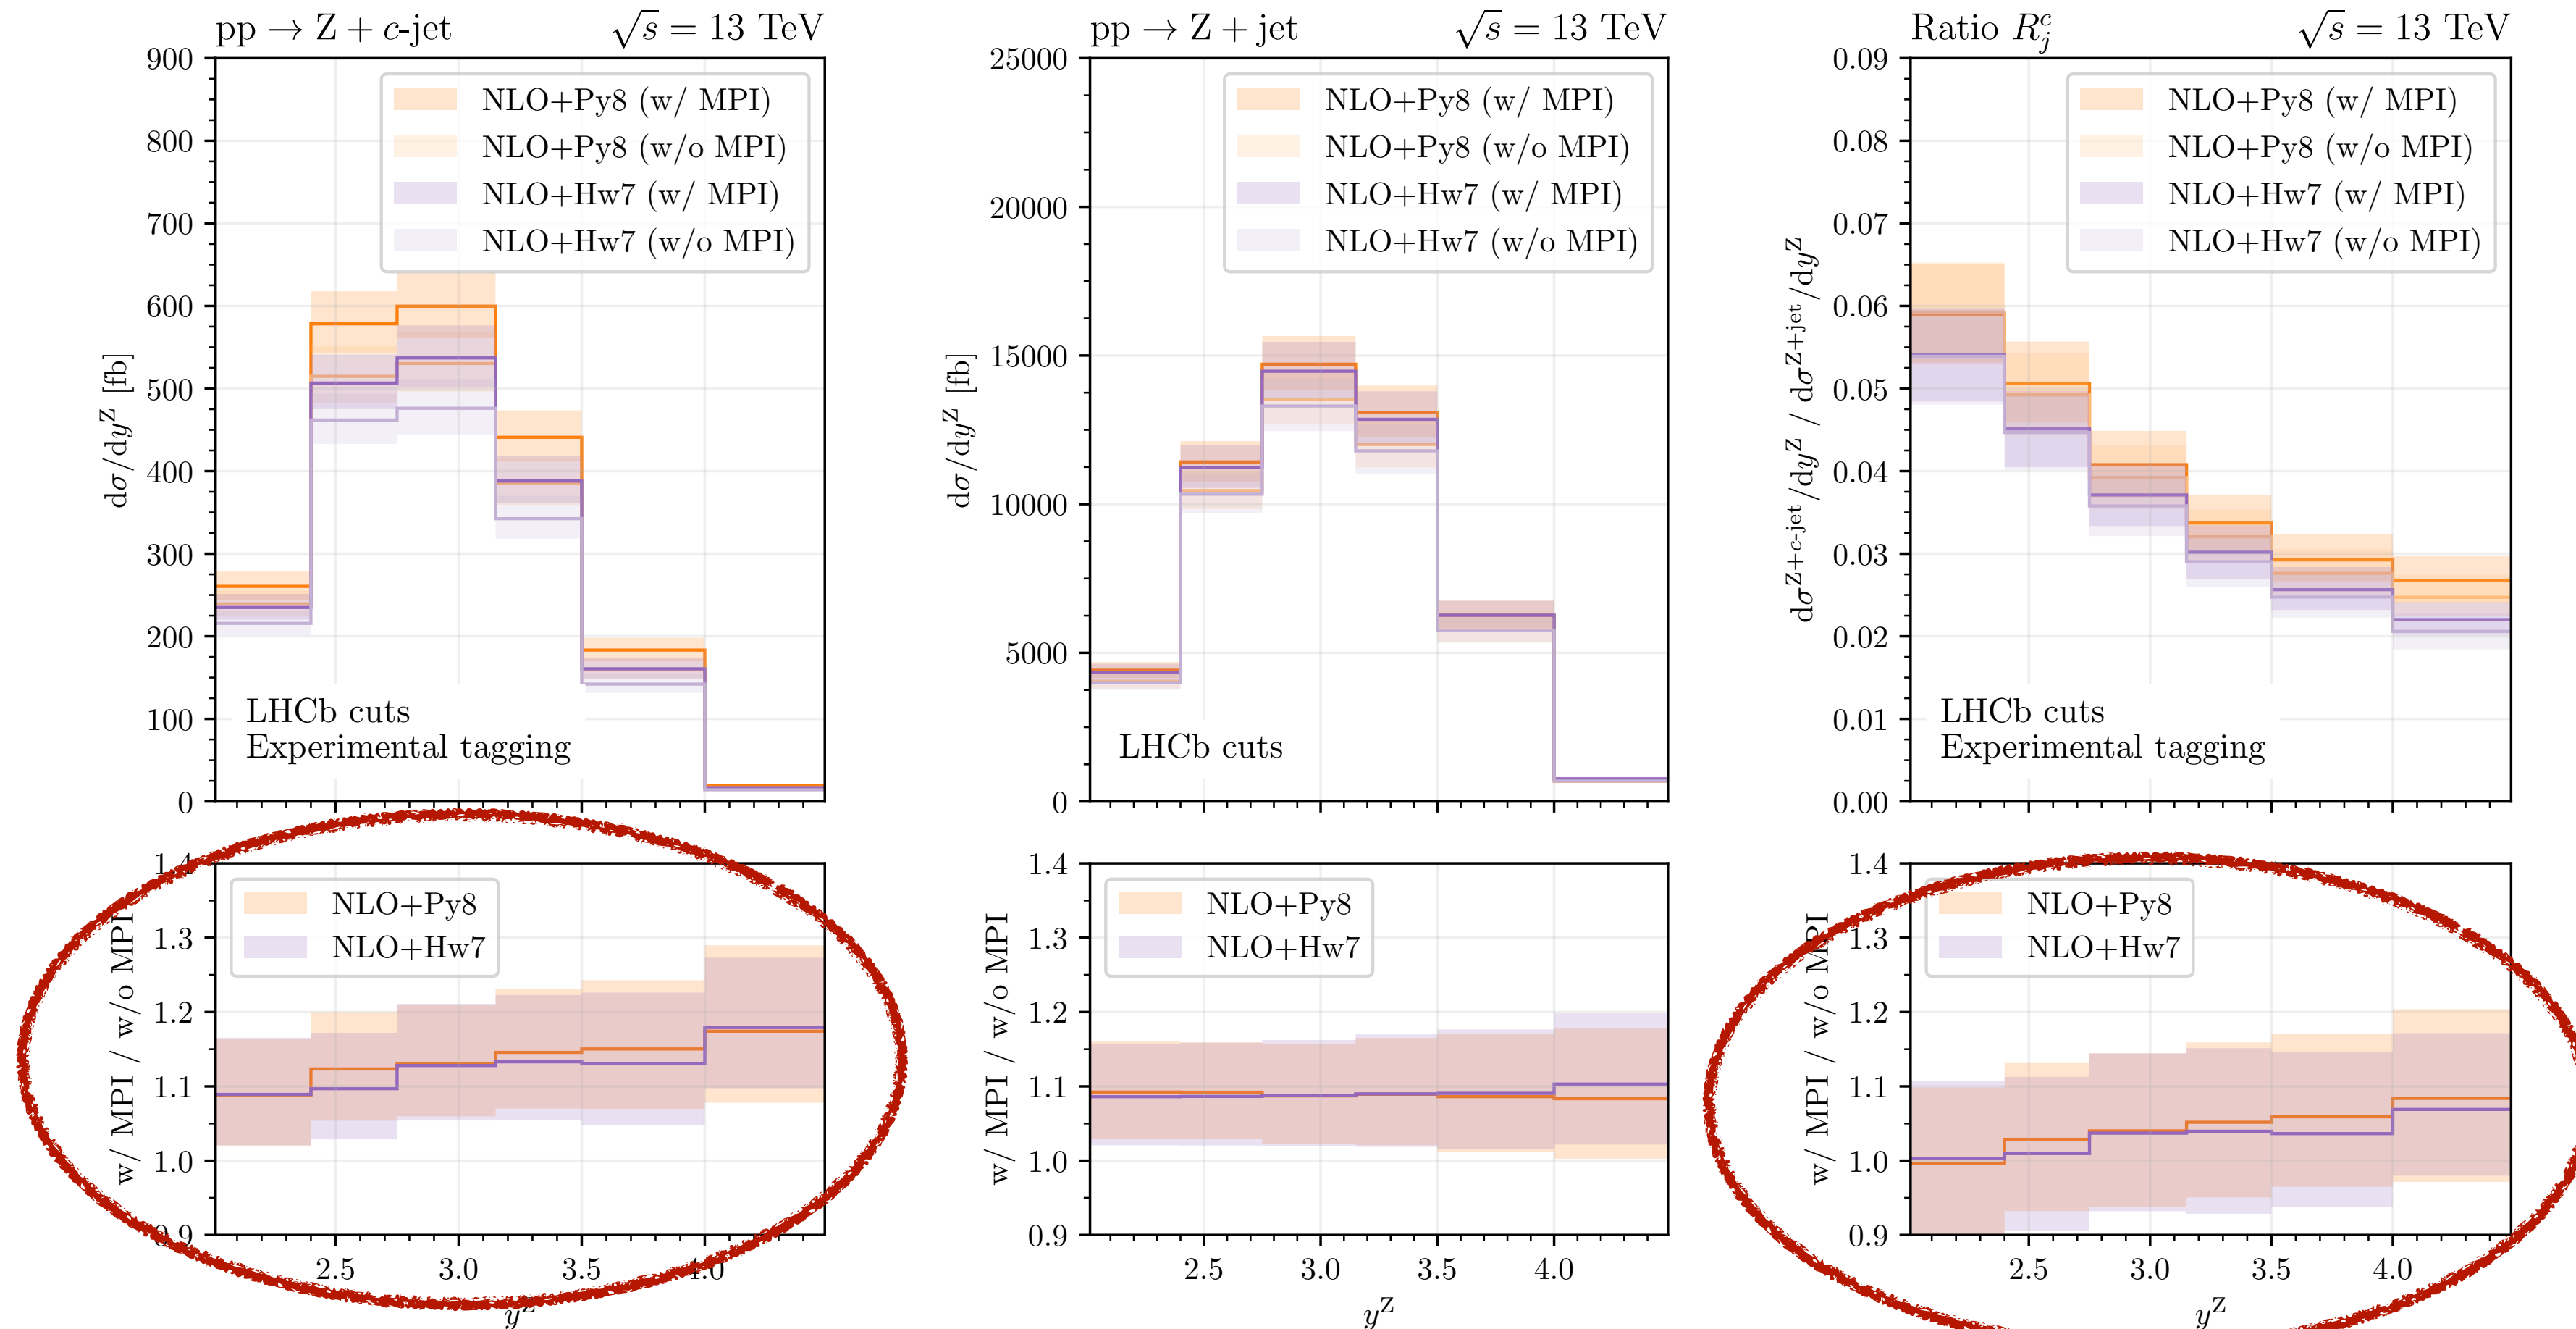 pp → Z + c-jet √s = 13 TeV
900
800
700
600
500
400
300
200
100
0
dσ/dy^Z [fb]
NLO+Py8 (w/ MPI)
NLO+Py8 (w/o MPI)
NLO+Hw7 (w/ MPI)
NLO+Hw7 (w/o MPI)
LHCb cuts
Experimental tagging
1.4
1.3
1.2
1.1
1.0
0.9
w/ MPI / w/o MPI
NLO+Py8
NLO+Hw7
2.5 3.0 3.5 4.0
y^Z
pp → Z + jet √s = 13 TeV
25000
20000
15000
10000
5000
0
dσ/dy^Z [fb]
NLO+Py8 (w/ MPI)
NLO+Py8 (w/o MPI)
NLO+Hw7 (w/ MPI)
NLO+Hw7 (w/o MPI)
LHCb cuts
1.4
1.3
1.2
1.1
1.0
0.9
w/ MPI / w/o MPI
NLO+Py8
NLO+Hw7
2.5 3.0 3.5 4.0
y^Z
Ratio R_j^c √s = 13 TeV
0.09
0.08
0.07
0.06
0.05
0.04
0.03
0.02
0.01
0.00
dσ^{Z+c-jet}/dy^Z / dσ^{Z+jet}/dy^Z
NLO+Py8 (w/ MPI)
NLO+Py8 (w/o MPI)
NLO+Hw7 (w/ MPI)
NLO+Hw7 (w/o MPI)
LHCb cuts
Experimental tagging
1.4
1.3
1.2
1.1
1.0
0.9
w/ MPI / w/o MPI
NLO+Py8
NLO+Hw7
2.5 3.0 3.5 4.0
y^Z